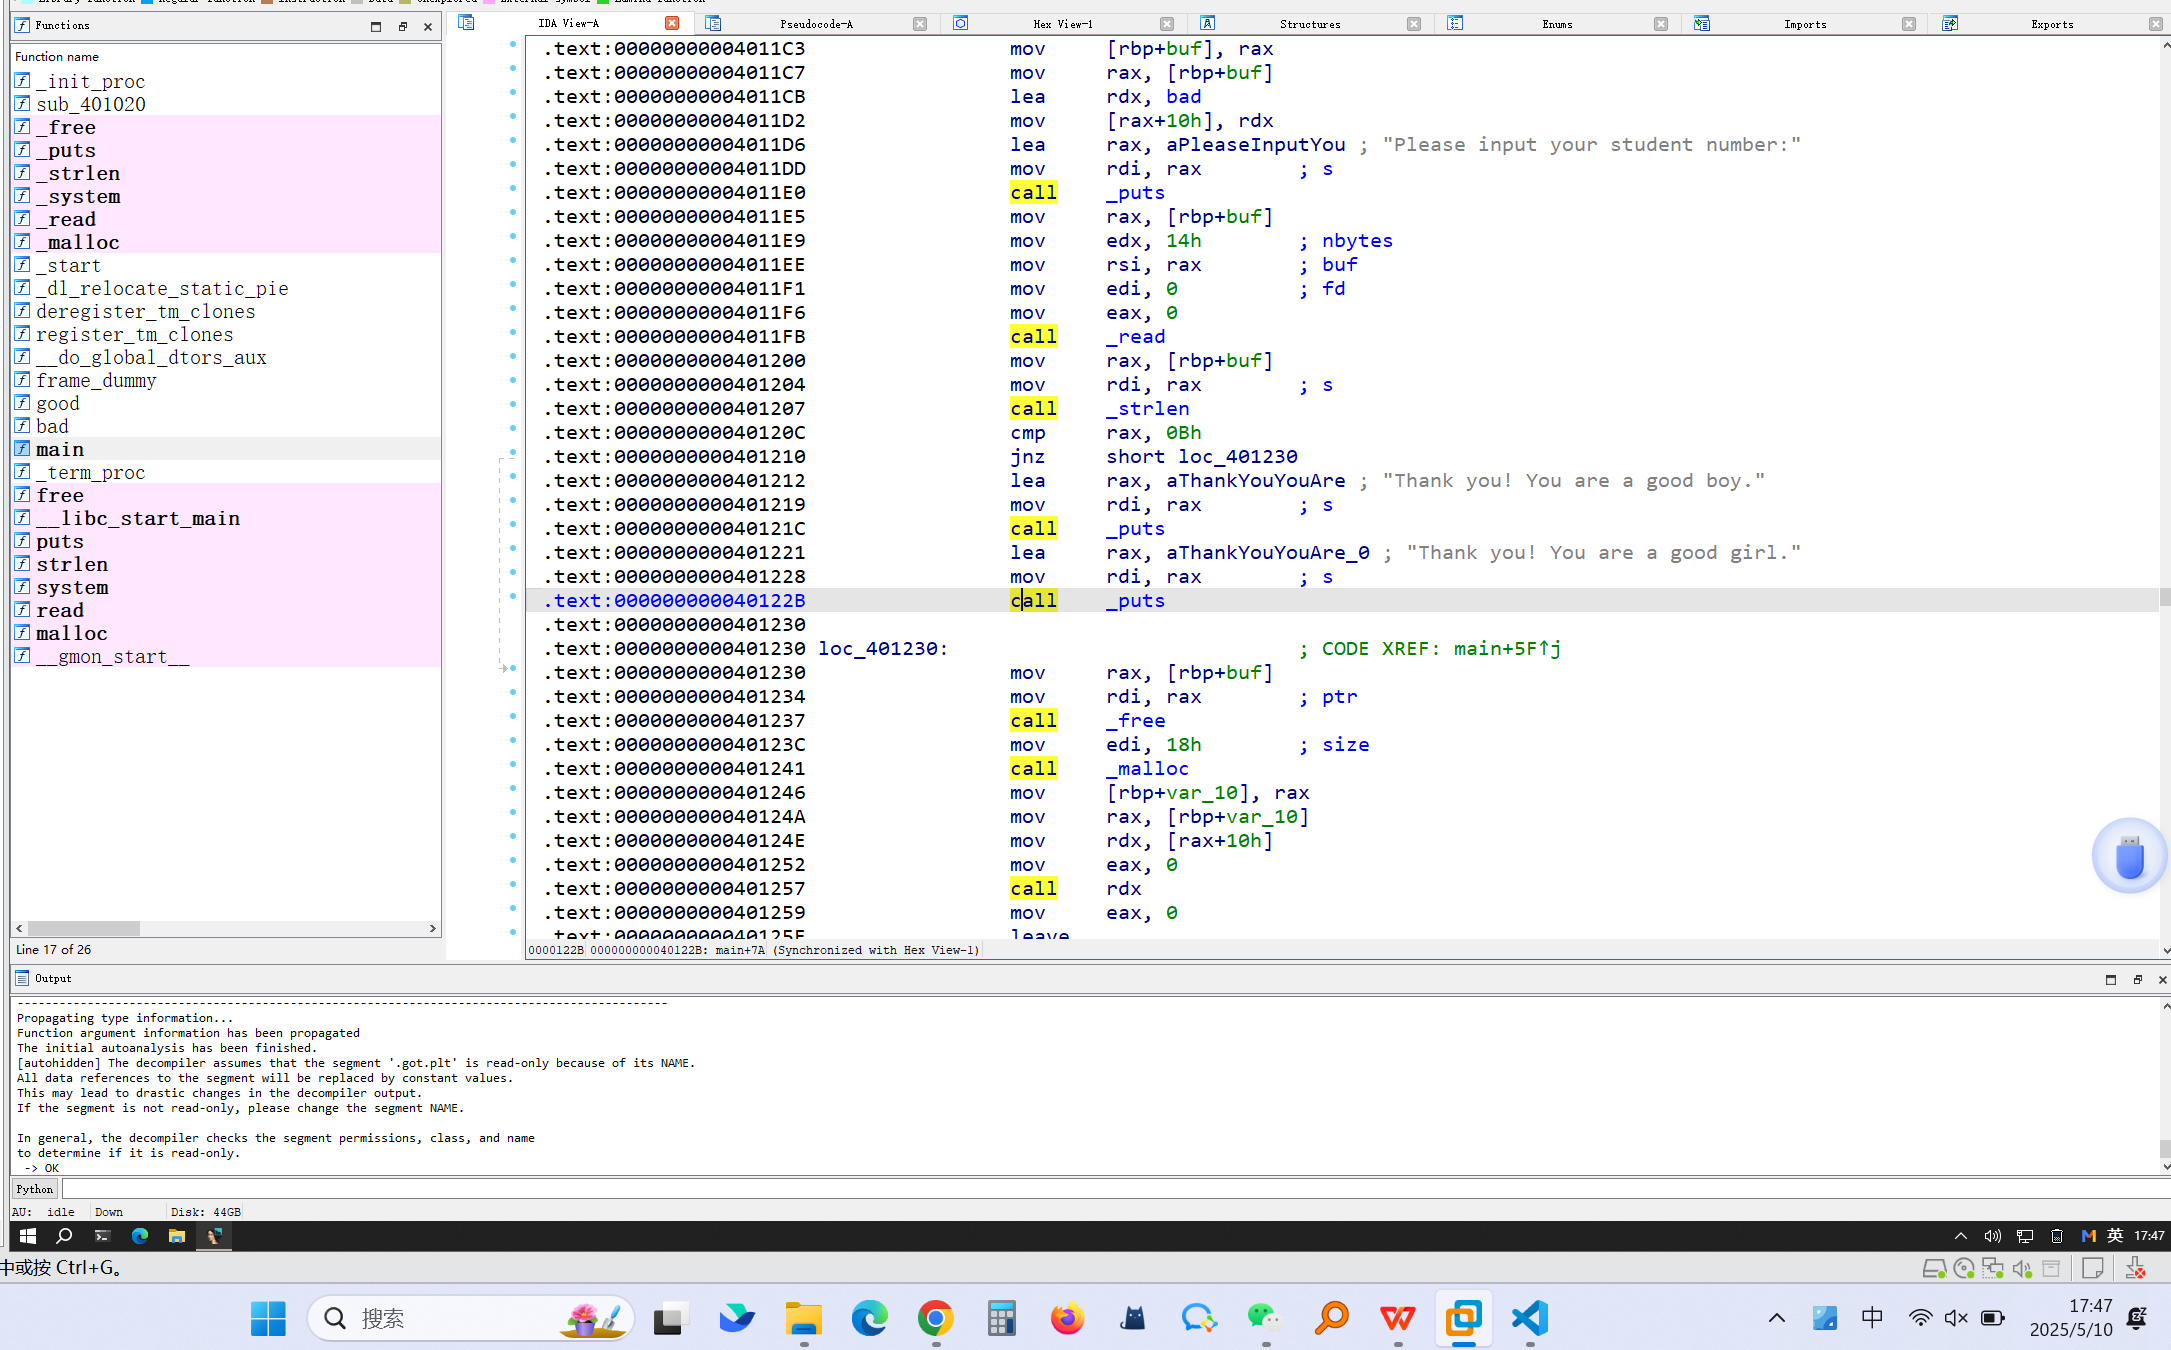 Library function Regular function Instruction Data Unexplored External symbol Lumina function
Functions
Function name
_init_proc
sub_401020
_free
_puts
_strlen
_system
_read
_malloc
_start
_dl_relocate_static_pie
deregister_tm_clones
register_tm_clones
__do_global_dtors_aux
frame_dummy
good
bad
main
_term_proc
free
__libc_start_main
puts
strlen
system
read
malloc
__gmon_start__
Line 17 of 26
IDA View-A Pseudocode-A Hex View-1 Structures Enums Imports Exports
.text:00000000004011C3 mov [rbp+buf], rax
.text:00000000004011C7 mov rax, [rbp+buf]
.text:00000000004011CB lea rdx, bad
.text:00000000004011D2 mov [rax+10h], rdx
.text:00000000004011D6 lea rax, aPleaseInputYou ; "Please input your student number:"
.text:00000000004011DD mov rdi, rax ; s
.text:00000000004011E0 call _puts
.text:00000000004011E5 mov rax, [rbp+buf]
.text:00000000004011E9 mov edx, 14h ; nbytes
.text:00000000004011EE mov rsi, rax ; buf
.text:00000000004011F1 mov edi, 0 ; fd
.text:00000000004011F6 mov eax, 0
.text:00000000004011FB call _read
.text:0000000000401200 mov rax, [rbp+buf]
.text:0000000000401204 mov rdi, rax ; s
.text:0000000000401207 call _strlen
.text:000000000040120C cmp rax, 0Bh
.text:0000000000401210 jnz short loc_401230
.text:0000000000401212 lea rax, aThankYouYouAre ; "Thank you! You are a good boy."
.text:0000000000401219 mov rdi, rax ; s
.text:000000000040121C call _puts
.text:0000000000401221 lea rax, aThankYouYouAre_0 ; "Thank you! You are a good girl."
.text:0000000000401228 mov rdi, rax ; s
.text:000000000040122B call _puts
.text:0000000000401230
.text:0000000000401230 loc_401230: ; CODE XREF: main+5F↑j
.text:0000000000401230 mov rax, [rbp+buf]
.text:0000000000401234 mov rdi, rax ; ptr
.text:0000000000401237 call _free
.text:000000000040123C mov edi, 18h ; size
.text:0000000000401241 call _malloc
.text:0000000000401246 mov [rbp+var_10], rax
.text:000000000040124A mov rax, [rbp+var_10]
.text:000000000040124E mov rdx, [rax+10h]
.text:0000000000401252 mov eax, 0
.text:0000000000401257 call rdx
.text:0000000000401259 mov eax, 0
.text:000000000040125E leave
0000122B 000000000040122B: main+7A (Synchronized with Hex View-1)
Output
Propagating type information...
Function argument information has been propagated
The initial autoanalysis has been finished.
[autohidden] The decompiler assumes that the segment '.got.plt' is read-only because of its NAME.
All data references to the segment will be replaced by constant values.
This may lead to drastic changes in the decompiler output.
If the segment is not read-only, please change the segment NAME.
In general, the decompiler checks the segment permissions, class, and name
to determine if it is read-only.
-> OK
Python
AU: idle Down Disk: 44GB
英 17:47
中或按 Ctrl+G。
搜索
中
17:47
2025/5/10